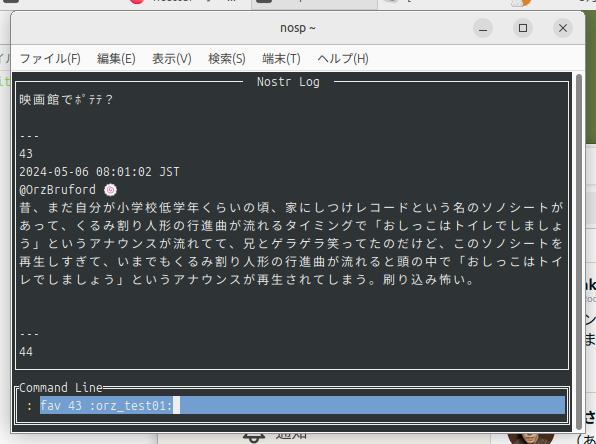 nosp ~
ファイル(F) 編集(E) 表示(V) 検索(S) 端末(T) ヘルプ(H)
Nostr Log
映画館でﾎﾟﾃﾃ？
---
43
2024-05-06 08:01:02 JST
@OrzBruford 🍥
昔、まだ自分が小学校低学年くらいの頃、家にしつけレコードという名のソノシートが
あって、くるみ割り人形の行進曲が流れるタイミングで「おしっこはトイレでしましょ
う」というアナウンスが流れてて、兄とゲラゲラ笑ってたのだけど、このソノシートを
再生しすぎて、いまでもくるみ割り人形の行進曲が流れると頭の中で「おしっこはトイ
レでしましょう」というアナウンスが再生されてしまう。刷り込み怖い。
---
44
Command Line
: fav 43 :orz_test01:
通知